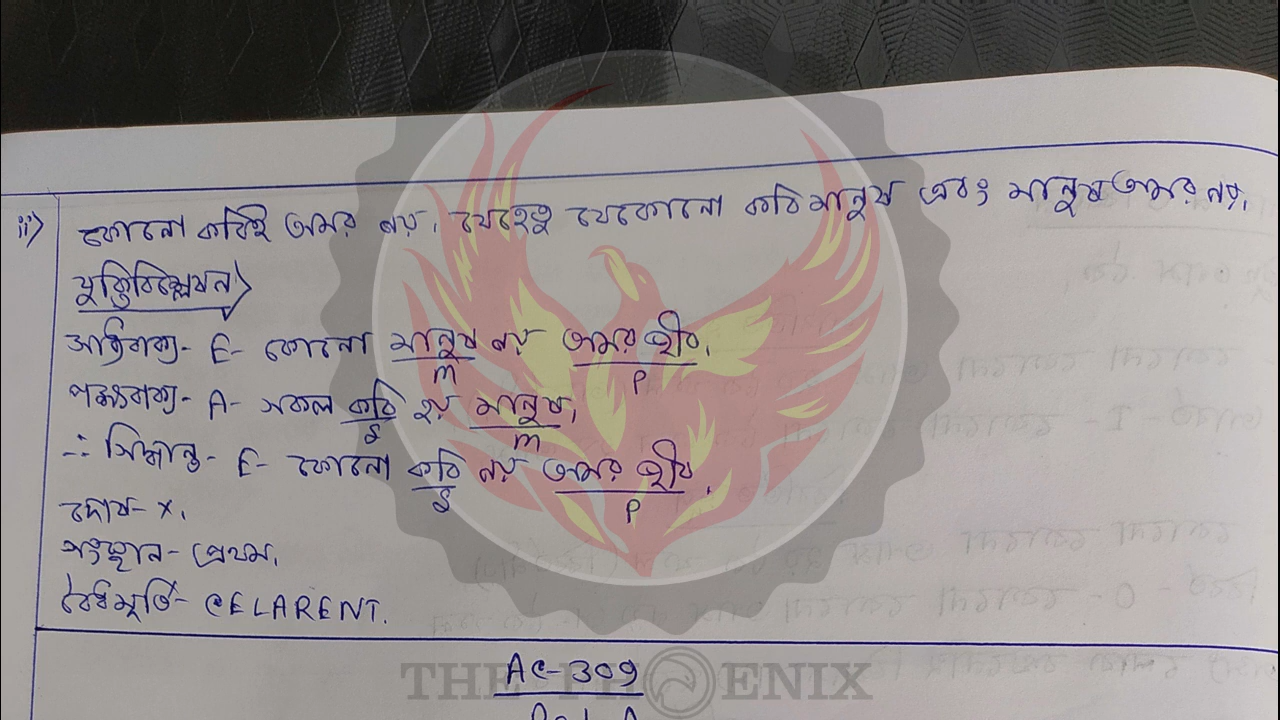 ii) কোনো কবিই অমর নয়, যেহেতু যেকোনো কবি মানুষ এবং মানুষ অমর নয়,
যুক্তিবিশ্লেষন>
সাধ্যবাক্য- E- কোনো মানুষ নয় অমর জীব,
m P
পক্ষবাক্য- A- সকল কবি হয় মানুষ,
S m
∴ সিদ্ধান্ত- E- কোনো কবি নয় অমর জীব,
S P
দোষ- x,
সংস্থান- প্রথম,
বৈধমূর্তি- CELARENT.
THE PHOENIX
AC-309